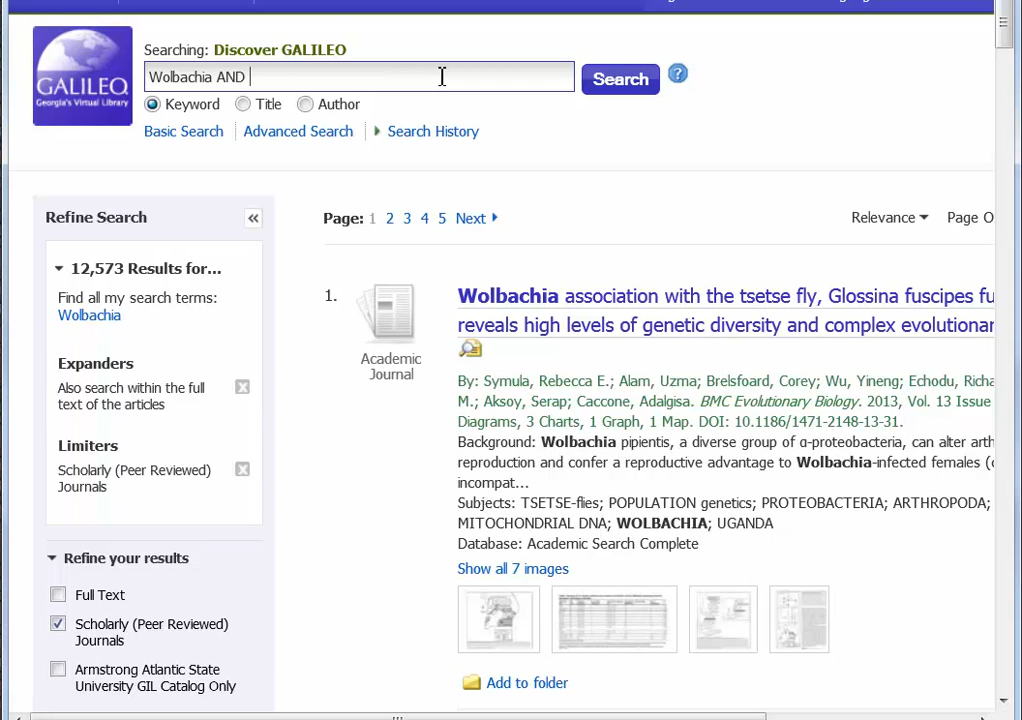 Searching: Discover GALILEO
Wolbachia AND
Search
?
GALILEO
Georgia's Virtual Library
Keyword Title Author
Basic Search Advanced Search Search History
Refine Search
«
Page: 1 2 3 4 5 Next
Relevance Page O
12,573 Results for...
Find all my search terms:
Wolbachia
Expanders
Also search within the full
text of the articles
Limiters
Scholarly (Peer Reviewed)
Journals
Refine your results
Full Text
Scholarly (Peer Reviewed)
Journals
Armstrong Atlantic State
University GIL Catalog Only
1.
Academic
Journal
Wolbachia association with the tsetse fly, Glossina fuscipes fu
reveals high levels of genetic diversity and complex evolutionar
By: Symula, Rebecca E.; Alam, Uzma; Brelsfoard, Corey; Wu, Yineng; Echodu, Richa
M.; Aksoy, Serap; Caccone, Adalgisa. BMC Evolutionary Biology. 2013, Vol. 13 Issue
Diagrams, 3 Charts, 1 Graph, 1 Map. DOI: 10.1186/1471-2148-13-31.
Background: Wolbachia pipientis, a diverse group of α-proteobacteria, can alter arth
reproduction and confer a reproductive advantage to Wolbachia-infected females (c
incompat...
Subjects: TSETSE-flies; POPULATION genetics; PROTEOBACTERIA; ARTHROPODA;
MITOCHONDRIAL DNA; WOLBACHIA; UGANDA
Database: Academic Search Complete
Show all 7 images
Add to folder